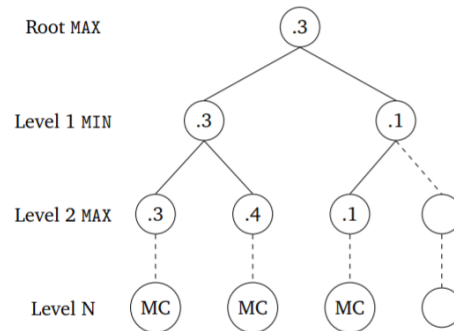 Root MAX .3
Level 1 MIN .3 .1
Level 2 MAX .3 .4 .1
Level N MC MC MC